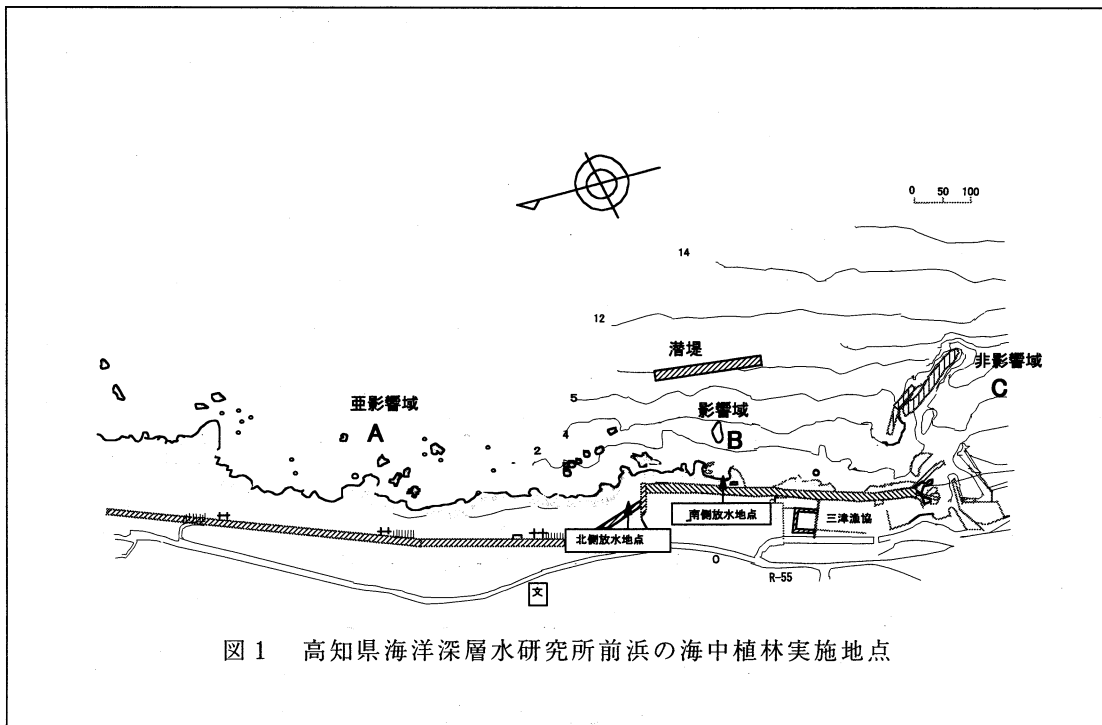 0 50 100
14
12
潜堤
非影響域
C
亜影響域
A
5
影響域
4
B
2
南側放水地点
三津漁協
北側放水地点
R-55
文
図1 高知県海洋深層水研究所前浜の海中植林実施地点